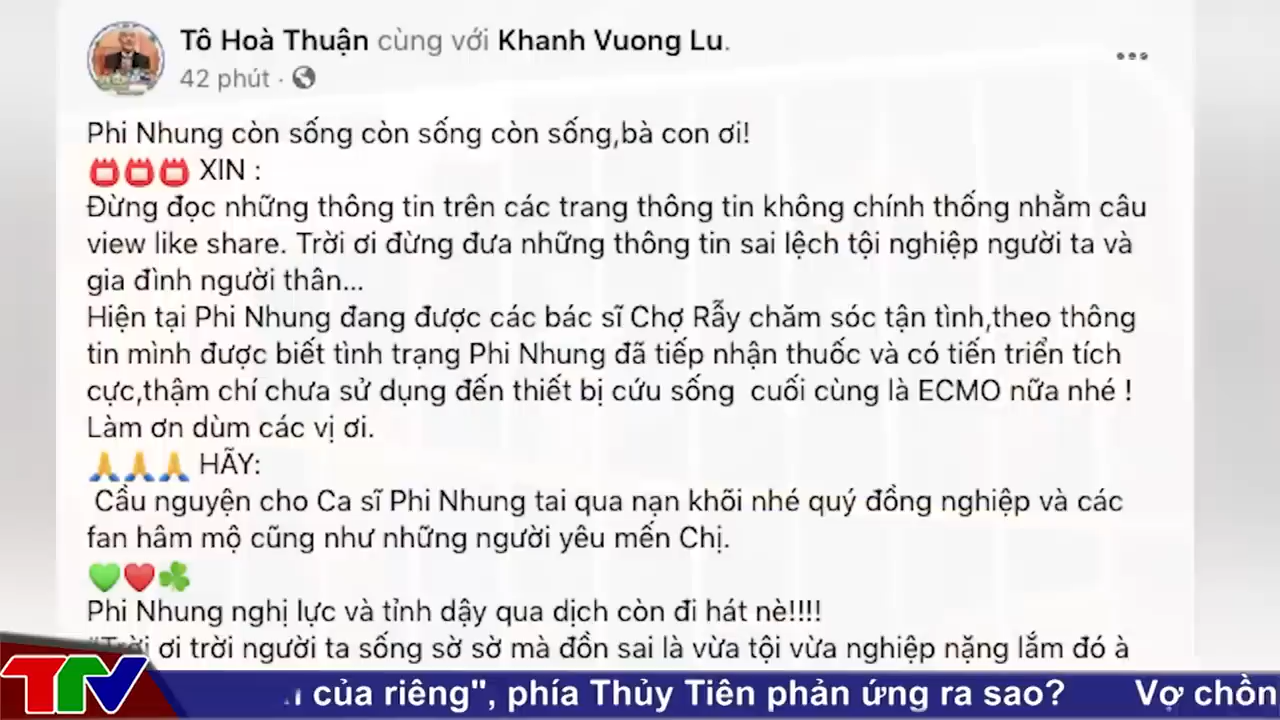 Tô Hoà Thuận cùng với Khanh Vuong Lu.
42 phút ·
Phi Nhung còn sống còn sống còn sống,bà con ơi!
📛📛📛 XIN :
Đừng đọc những thông tin trên các trang thông tin không chính thống nhằm câu
view like share. Trời ơi đừng đưa những thông tin sai lệch tội nghiệp người ta và
gia đình người thân...
Hiện tại Phi Nhung đang được các bác sĩ Chợ Rẫy chăm sóc tận tình,theo thông
tin mình được biết tình trạng Phi Nhung đã tiếp nhận thuốc và có tiến triển tích
cực,thậm chí chưa sử dụng đến thiết bị cứu sống cuối cùng là ECMO nữa nhé !
Làm ơn dùm các vị ơi.
🙏🙏🙏 HÃY:
Cầu nguyện cho Ca sĩ Phi Nhung tai qua nạn khõi nhé quý đồng nghiệp và các
fan hâm mộ cũng như những người yêu mến Chị.
💚❤️☘️
Phi Nhung nghị lực và tỉnh dậy qua dịch còn đi hát nè!!!!
"Trời ơi trời người ta sống sờ sờ mà đồn sai là vừa tội vừa nghiệp nặng lắm đó à
TTV
của riêng", phía Thủy Tiên phản ứng ra sao? Vợ chồn